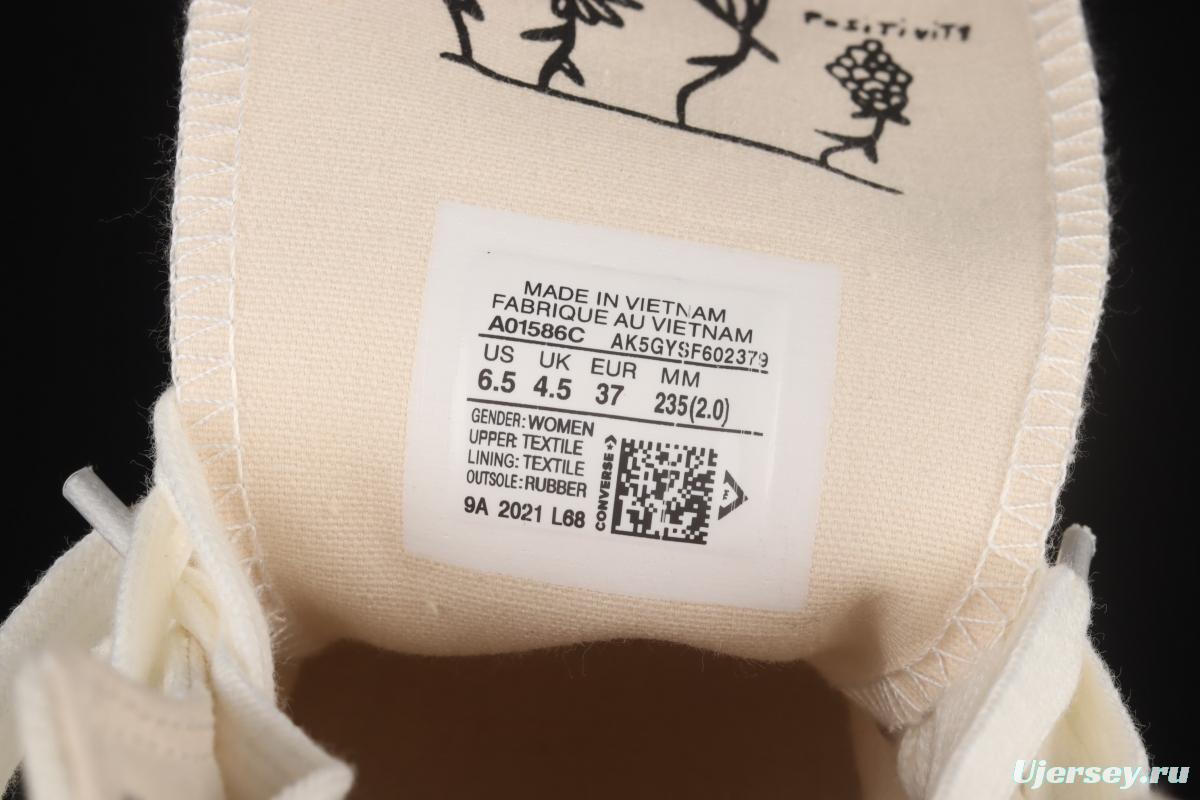 POSITIVITY
MADE IN VIETNAM
FABRIQUE AU VIETNAM
A01586C AK5GYSF602379
US UK EUR MM
6.5 4.5 37 235(2.0)
GENDER: WOMEN
UPPER: TEXTILE
LINING: TEXTILE
OUTSOLE: RUBBER
9A 2021 L68
CONVERSE
Ujersey.ru